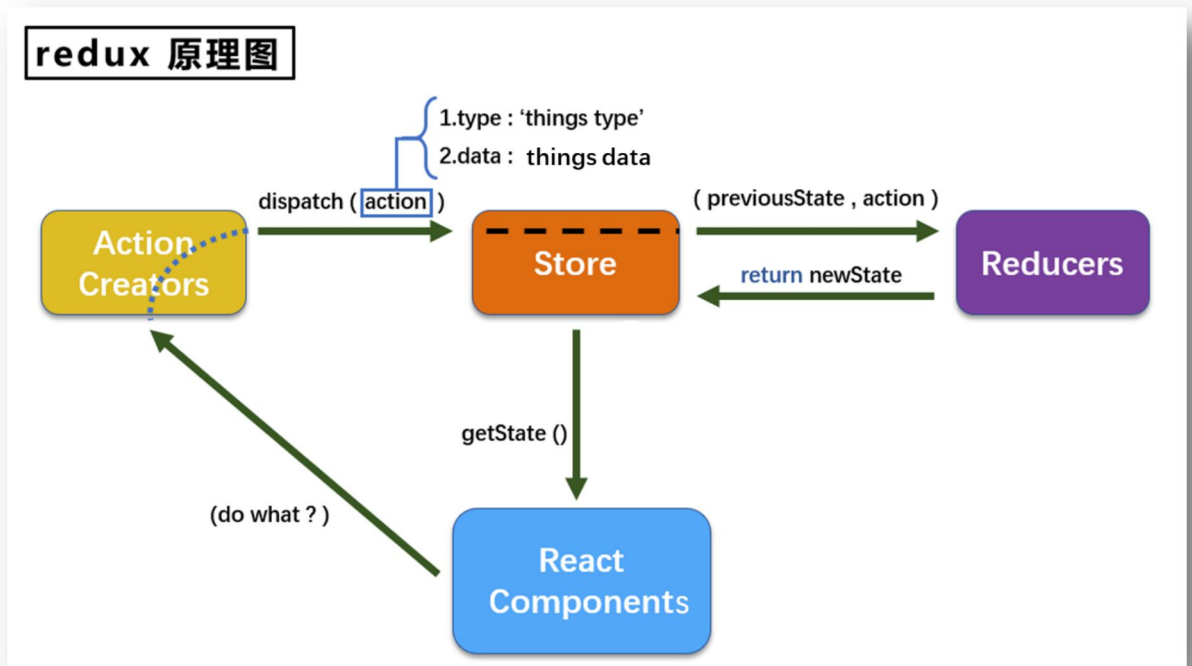 redux 原理图
1.type : ‘things type’
2.data : things data
dispatch ( action )
( previousState , action )
Action
Creators
Store
Reducers
return newState
getState ()
(do what ? )
React
Components